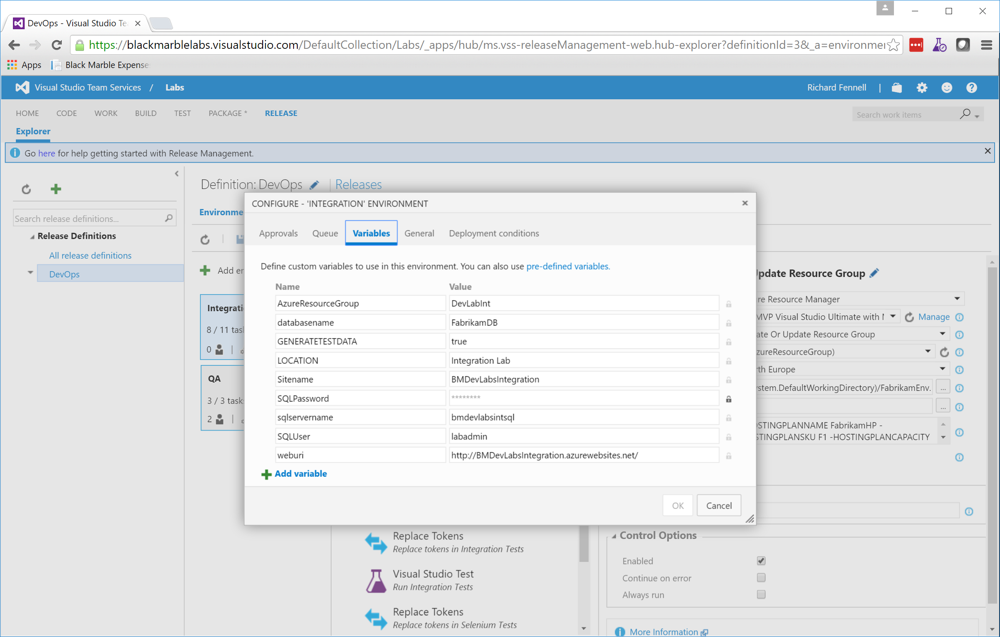 DevOps - Visual Studio Te
https://blackmarblelabs.visualstudio.com/DefaultCollection/Labs/_apps/hub/ms.vss-releaseManagement-web.hub-explorer?definitionId=3&_a=environmen
Apps Black Marble Expense
Visual Studio Team Services / Labs Richard Fennell |
HOME CODE WORK BUILD TEST PACKAGE * RELEASE Search work items
Explorer
Go here for help getting started with Release Management.
Definition: DevOps | Releases
Search release definitions...
Release Definitions
All release definitions
DevOps
Environme
Add en
Integrati
8 / 11 tas
0
QA
3 / 3 task
2
CONFIGURE - 'INTEGRATION' ENVIRONMENT
Approvals Queue Variables General Deployment conditions
Define custom variables to use in this environment. You can also use pre-defined variables.
Name Value
AzureResourceGroup DevLabInt
databasename FabrikamDB
GENERATETESTDATA true
LOCATION Integration Lab
Sitename BMDevLabsIntegration
SQLPassword ********
sqlservername bmdevlabsintsql
SQLUser labadmin
weburi http://BMDevLabsIntegration.azurewebsites.net/
Add variable
OK Cancel
Update Resource Group
re Resource Manager
MVP Visual Studio Ultimate with M Manage
ate Or Update Resource Group
zureResourceGroup)
rth Europe
stem.DefaultWorkingDirectory)/FabrikamEnv. ...
...
OSTINGPLANNAME FabrikamHP -
STINGPLANSKU F1 -HOSTINGPLANCAPACITY
Replace Tokens
Replace tokens in Integration Tests
Visual Studio Test
Run Integration Tests
Replace Tokens
Replace tokens in Selenium Tests
Control Options
Enabled
Continue on error
Always run
More Information